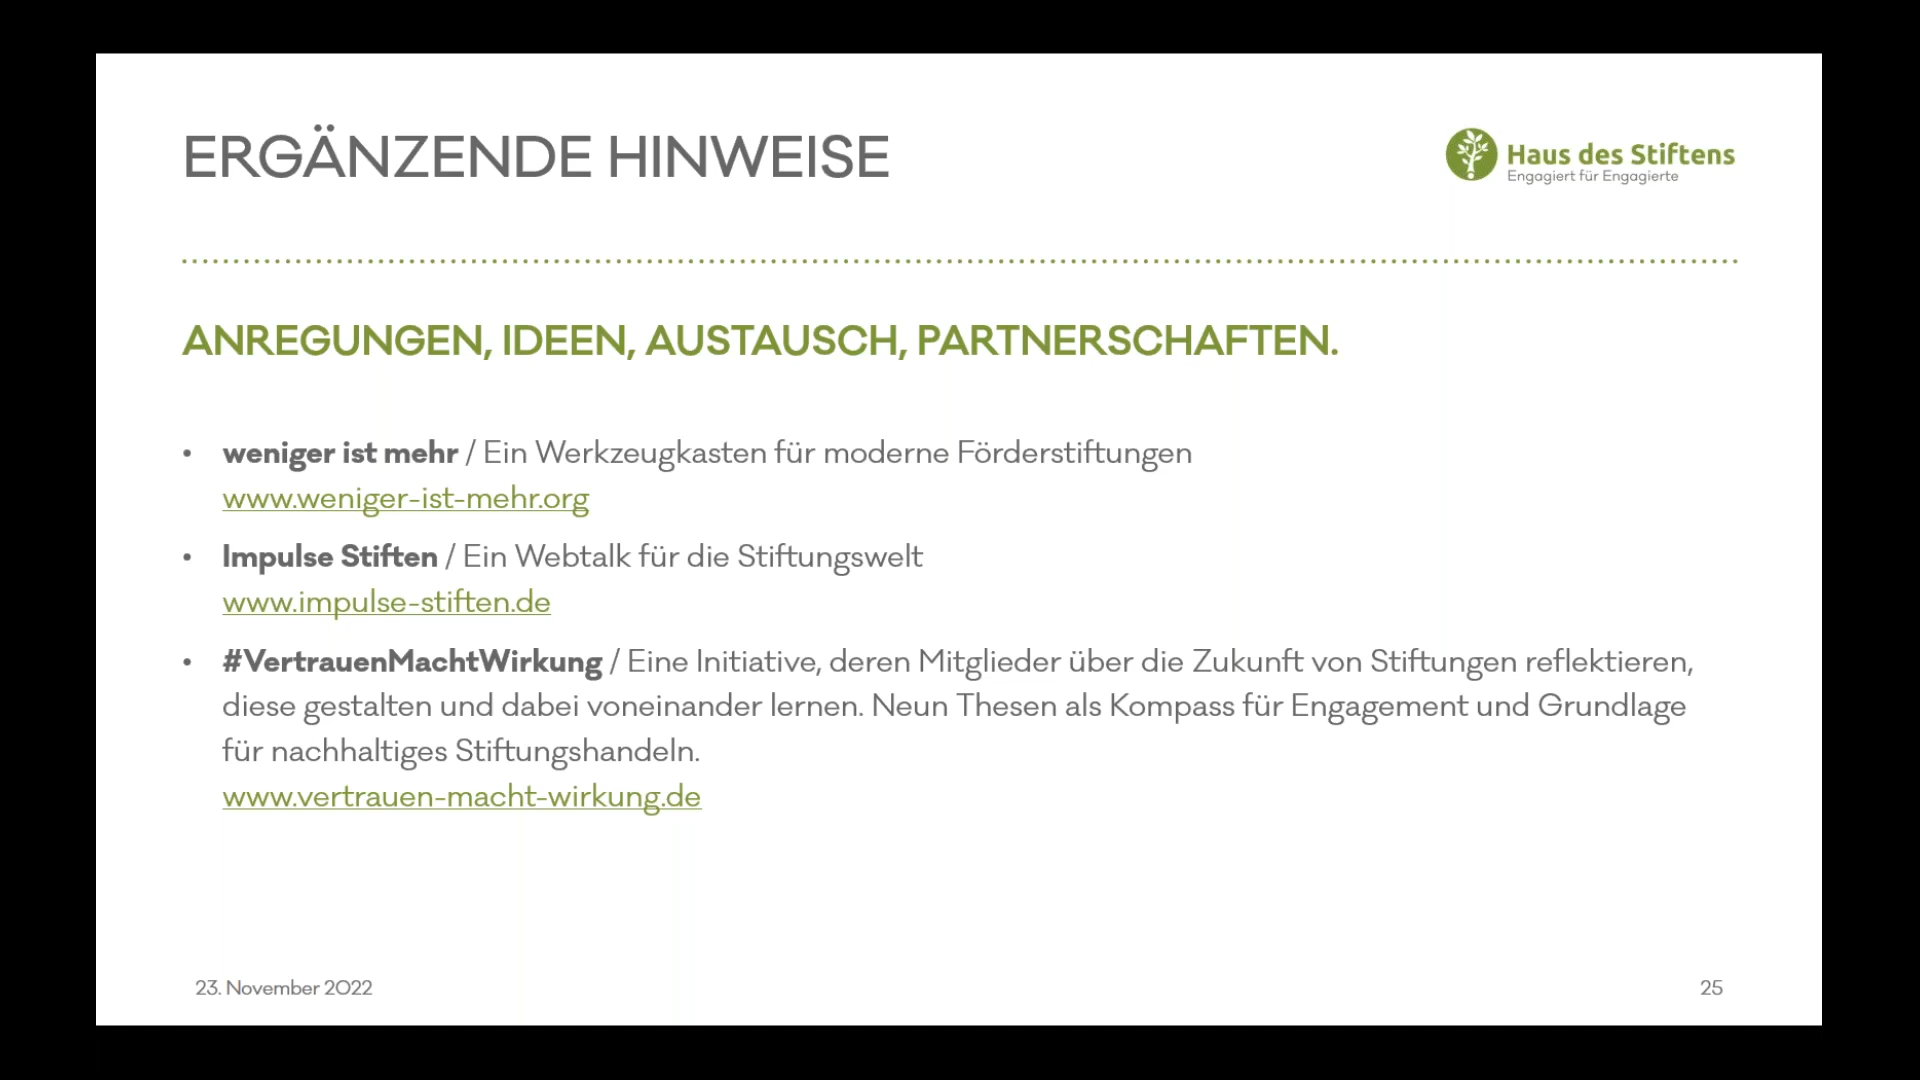 ERGÄNZENDE HINWEISE
Haus des Stiftens
Engagiert für Engagierte
ANREGUNGEN, IDEEN, AUSTAUSCH, PARTNERSCHAFTEN.
• weniger ist mehr / Ein Werkzeugkasten für moderne Förderstiftungen
www.weniger-ist-mehr.org
• Impulse Stiften / Ein Webtalk für die Stiftungswelt
www.impulse-stiften.de
• #VertrauenMachtWirkung / Eine Initiative, deren Mitglieder über die Zukunft von Stiftungen reflektieren,
diese gestalten und dabei voneinander lernen. Neun Thesen als Kompass für Engagement und Grundlage
für nachhaltiges Stiftungshandeln.
www.vertrauen-macht-wirkung.de
23. November 2022
25